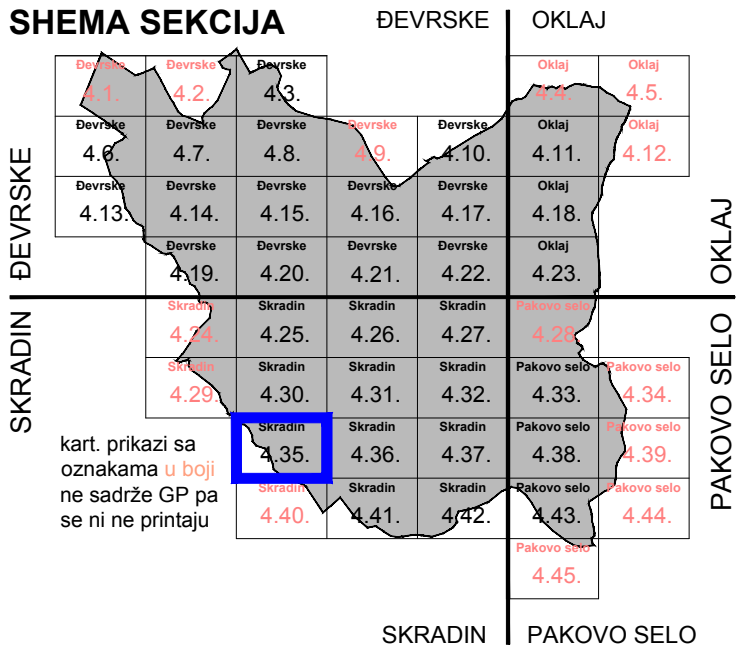 SHEMA SEKCIJA
ĐEVRSKE OKLAJ
Đevrske Đevrske Đevrske Oklaj Oklaj
4.1. 4.2. 4.3. 4.4. 4.5.
Đevrske Đevrske Đevrske Đevrske Đevrske Oklaj Oklaj
4.6. 4.7. 4.8. 4.9. 4.10. 4.11. 4.12.
Đevrske Đevrske Đevrske Đevrske Đevrske Oklaj
4.13. 4.14. 4.15. 4.16. 4.17. 4.18.
Đevrske Đevrske Đevrske Đevrske Oklaj
4.19. 4.20. 4.21. 4.22. 4.23.
ĐEVRSKE
OKLAJ
Skradin Skradin Skradin Skradin Pakovo selo
4.24. 4.25. 4.26. 4.27. 4.28.
Skradin Skradin Skradin Skradin Pakovo selo Pakovo selo
4.29. 4.30. 4.31. 4.32. 4.33. 4.34.
Skradin Skradin Skradin Pakovo selo Pakovo selo
4.35. 4.36. 4.37. 4.38. 4.39.
Skradin Skradin Skradin Pakovo selo Pakovo selo
4.40. 4.41. 4.42. 4.43. 4.44.
Pakovo selo
4.45.
SKRADIN
PAKOVO SELO
kart. prikazi sa
oznakama u boji
ne sadrže GP pa
se ni ne printaju
SKRADIN PAKOVO SELO